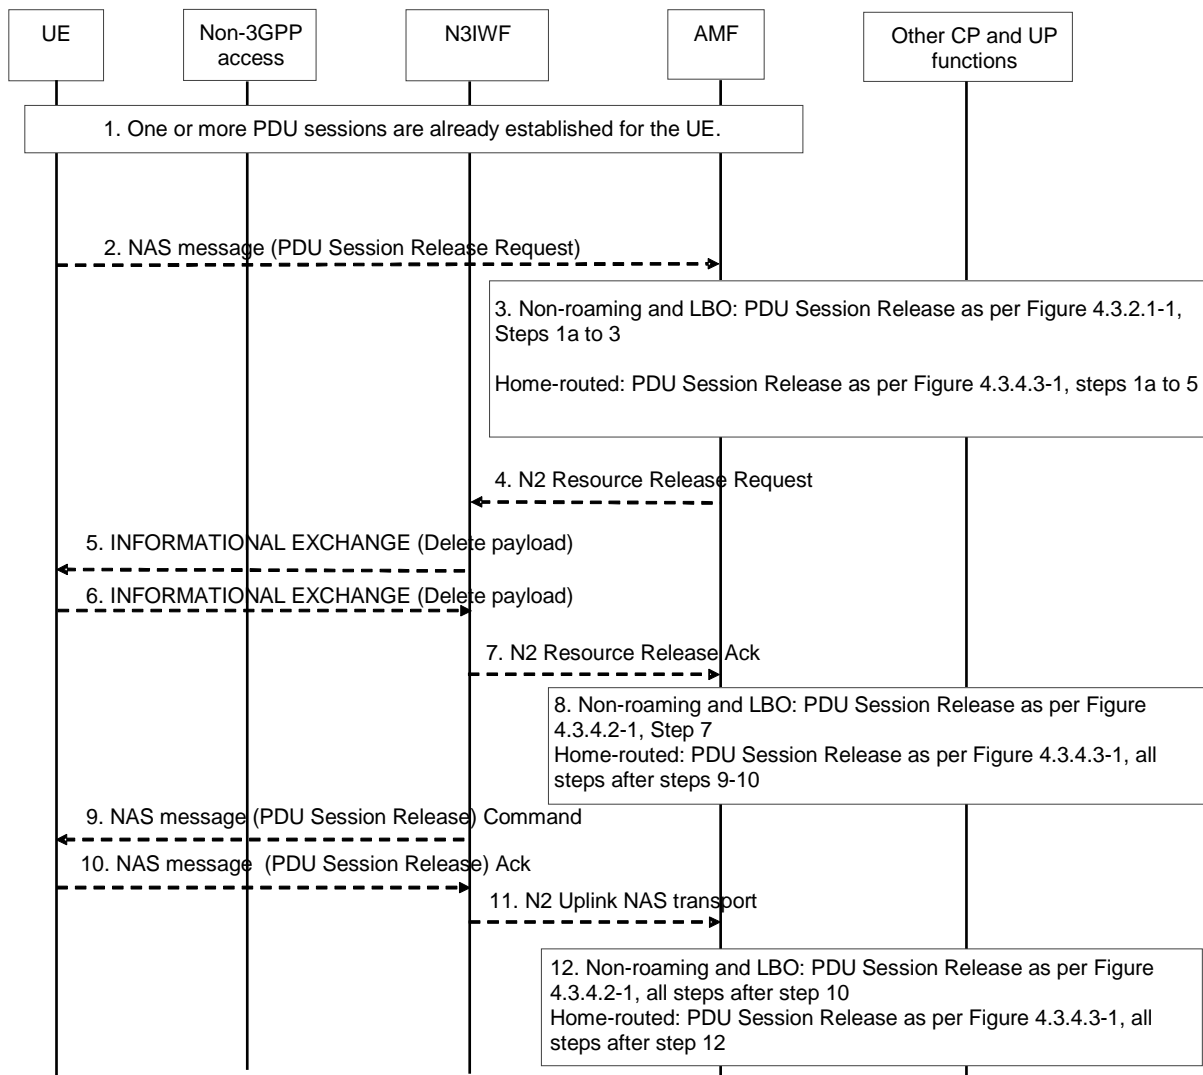 UE
Non-3GPP
access
N3IWF
AMF
Other CP and UP
functions
1. One or more PDU sessions are already established for the UE.
2. NAS message (PDU Session Release Request)
3. Non-roaming and LBO: PDU Session Release as per Figure 4.3.2.1-1,
Steps 1a to 3
Home-routed: PDU Session Release as per Figure 4.3.4.3-1, steps 1a to 5
4. N2 Resource Release Request
5. INFORMATIONAL EXCHANGE (Delete payload)
6. INFORMATIONAL EXCHANGE (Delete payload)
7. N2 Resource Release Ack
8. Non-roaming and LBO: PDU Session Release as per Figure
4.3.4.2-1, Step 7
Home-routed: PDU Session Release as per Figure 4.3.4.3-1, all
steps after steps 9-10
9. NAS message (PDU Session Release) Command
10. NAS message (PDU Session Release) Ack
11. N2 Uplink NAS transport
12. Non-roaming and LBO: PDU Session Release as per Figure
4.3.4.2-1, all steps after step 10
Home-routed: PDU Session Release as per Figure 4.3.4.3-1, all
steps after step 12